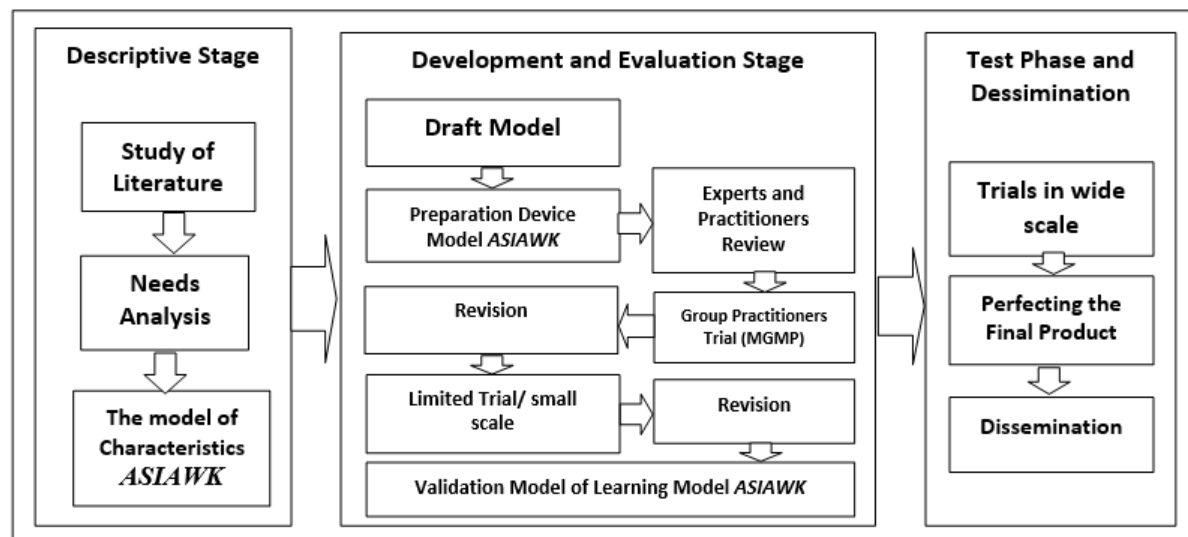 Descriptive Stage
Study of
Literature
Needs
Analysis
The model of
Characteristics
ASIAWK
Development and Evaluation Stage
Draft Model
Preparation Device
Model ASIAWK
Experts and
Practitioners
Review
Group Practitioners
Trial (MGMP)
Revision
Limited Trial/ small
scale
Revision
Validation Model of Learning Model ASIAWK
Test Phase and
Dessimination
Trials in wide
scale
Perfecting the
Final Product
Dissemination